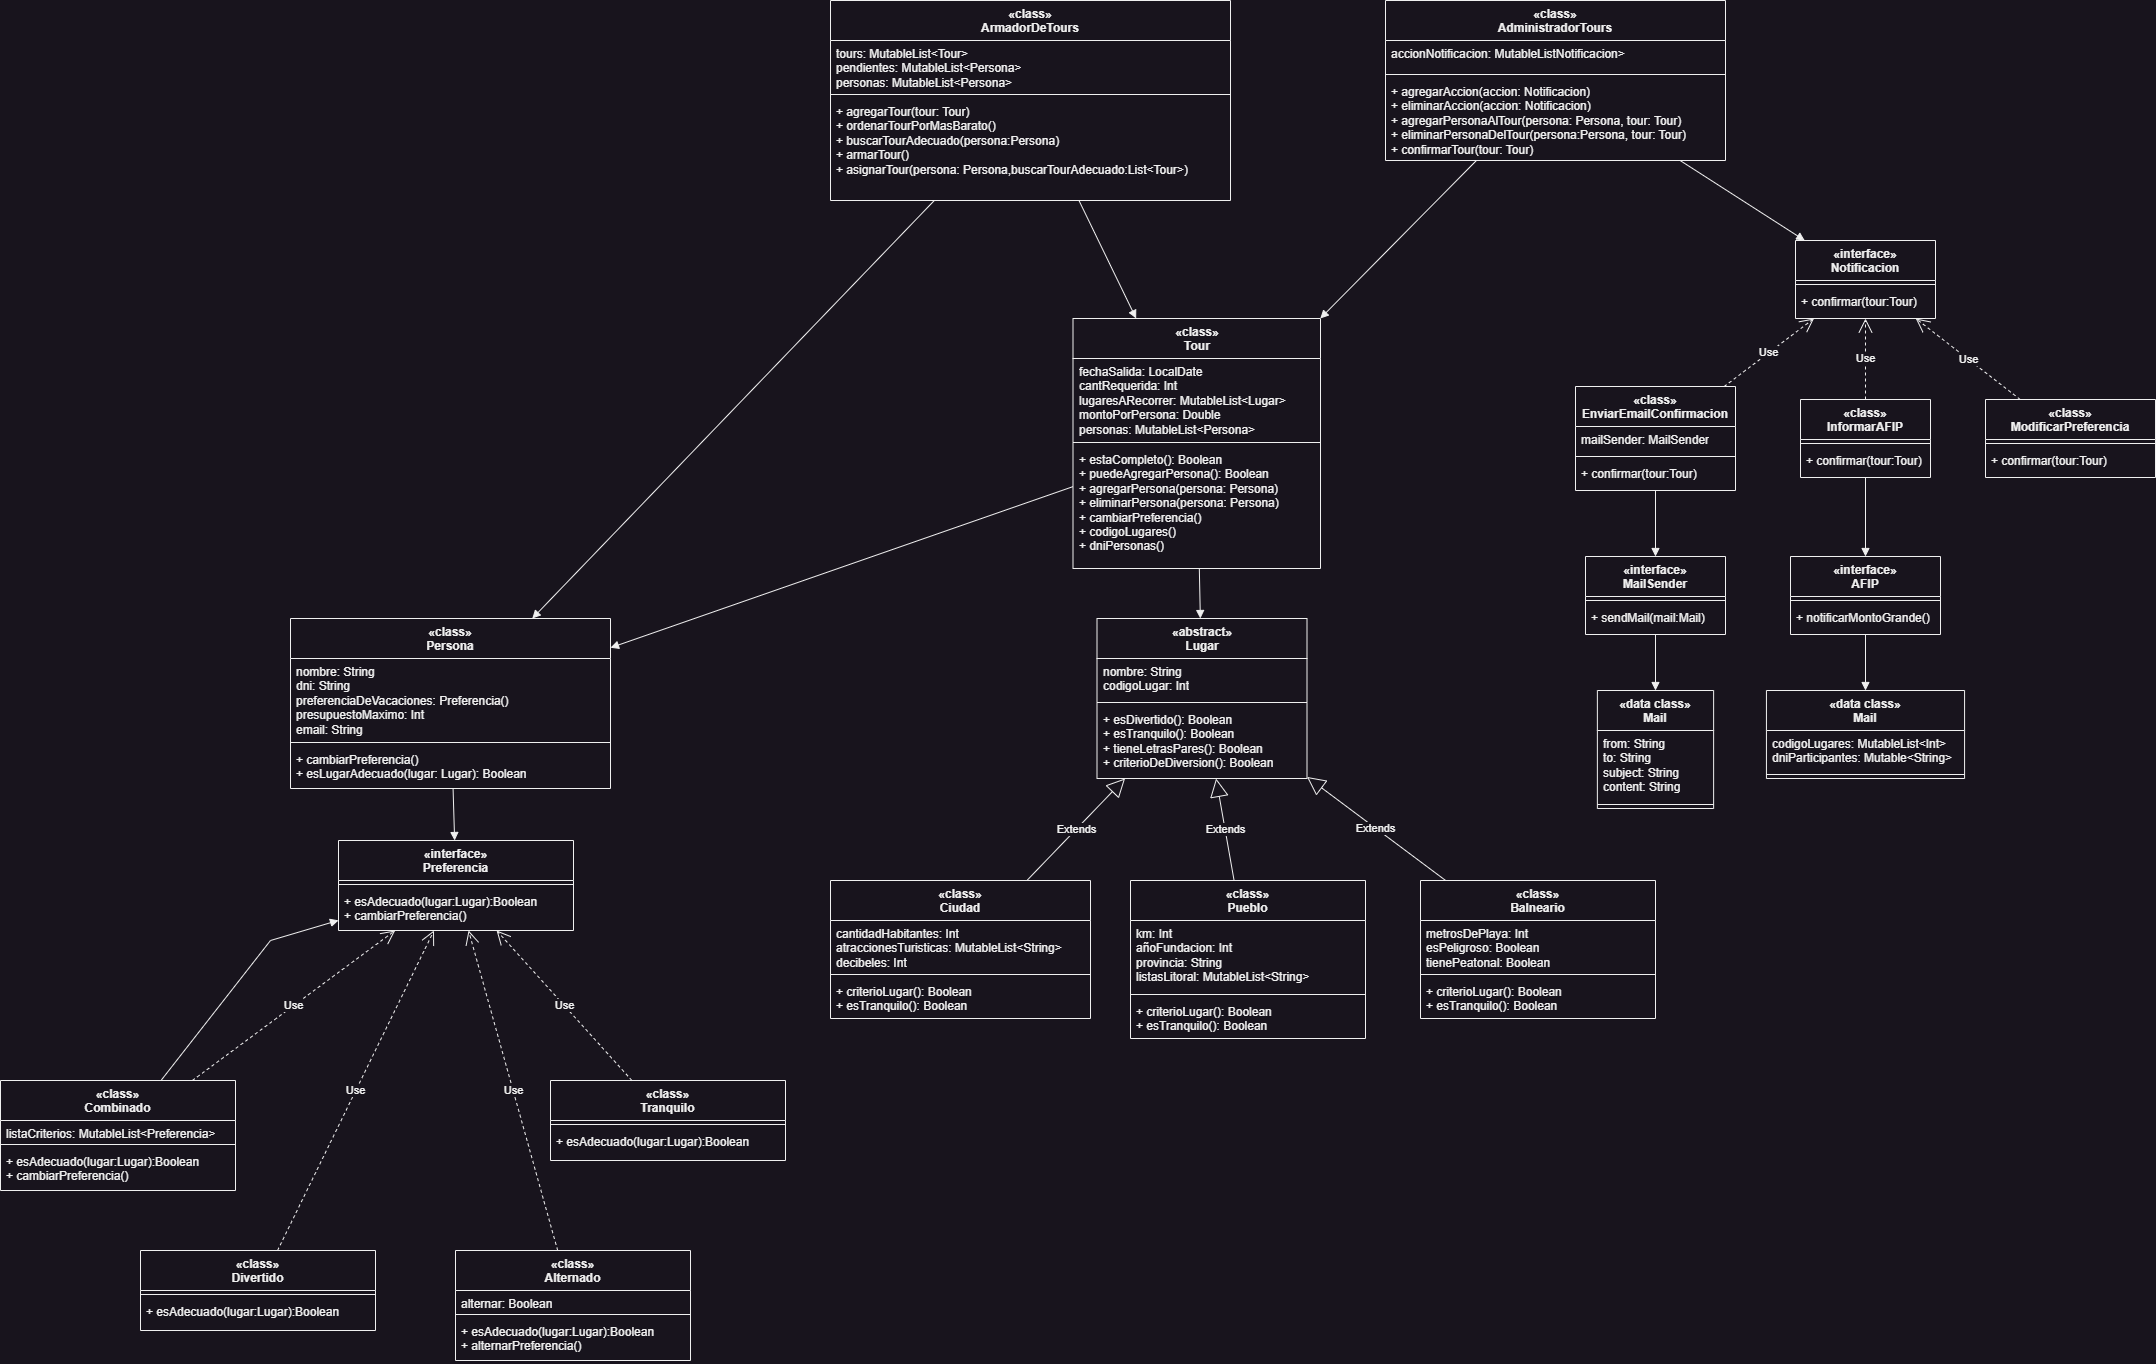 «class»
ArmadorDeTours
tours: MutableList<Tour>
pendientes: MutableList<Persona>
personas: MutableList<Persona>
+ agregarTour(tour: Tour)
+ ordenarTourPorMasBarato()
+ buscarTourAdecuado(persona:Persona)
+ armarTour()
+ asignarTour(persona: Persona,buscarTourAdecuado:List<Tour>)
«class»
AdministradorTours
accionNotificacion: MutableListNotificacion>
+ agregarAccion(accion: Notificacion)
+ eliminarAccion(accion: Notificacion)
+ agregarPersonaAlTour(persona: Persona, tour: Tour)
+ eliminarPersonaDelTour(persona:Persona, tour: Tour)
+ confirmarTour(tour: Tour)
«interface»
Notificacion
+ confirmar(tour:Tour)
Use
Use
Use
«class»
Tour
fechaSalida: LocalDate
cantRequerida: Int
lugaresARecorrer: MutableList<Lugar>
montoPorPersona: Double
personas: MutableList<Persona>
+ estaCompleto(): Boolean
+ puedeAgregarPersona(): Boolean
+ agregarPersona(persona: Persona)
+ eliminarPersona(persona: Persona)
+ cambiarPreferencia()
+ codigoLugares()
+ dniPersonas()
«class»
EnviarEmailConfirmacion
mailSender: MailSender
+ confirmar(tour:Tour)
«class»
InformarAFIP
+ confirmar(tour:Tour)
«class»
ModificarPreferencia
+ confirmar(tour:Tour)
«interface»
MailSender
+ sendMail(mail:Mail)
«interface»
AFIP
+ notificarMontoGrande()
«class»
Persona
nombre: String
dni: String
preferenciaDeVacaciones: Preferencia()
presupuestoMaximo: Int
email: String
+ cambiarPreferencia()
+ esLugarAdecuado(lugar: Lugar): Boolean
«abstract»
Lugar
nombre: String
codigoLugar: Int
+ esDivertido(): Boolean
+ esTranquilo(): Boolean
+ tieneLetrasPares(): Boolean
+ criterioDeDiversion(): Boolean
«data class»
Mail
from: String
to: String
subject: String
content: String
«data class»
Mail
codigoLugares: MutableList<Int>
dniParticipantes: Mutable<String>
Extends
Extends
Extends
«interface»
Preferencia
+ esAdecuado(lugar:Lugar):Boolean
+ cambiarPreferencia()
«class»
Ciudad
cantidadHabitantes: Int
atraccionesTuristicas: MutableList<String>
decibeles: Int
+ criterioLugar(): Boolean
+ esTranquilo(): Boolean
«class»
Pueblo
km: Int
añoFundacion: Int
provincia: String
listasLitoral: MutableList<String>
+ criterioLugar(): Boolean
+ esTranquilo(): Boolean
«class»
Balneario
metrosDePlaya: Int
esPeligroso: Boolean
tienePeatonal: Boolean
+ criterioLugar(): Boolean
+ esTranquilo(): Boolean
Use
Use
Use
Use
«class»
Combinado
listaCriterios: MutableList<Preferencia>
+ esAdecuado(lugar:Lugar):Boolean
+ cambiarPreferencia()
«class»
Tranquilo
+ esAdecuado(lugar:Lugar):Boolean
«class»
Divertido
+ esAdecuado(lugar:Lugar):Boolean
«class»
Alternado
alternar: Boolean
+ esAdecuado(lugar:Lugar):Boolean
+ alternarPreferencia()